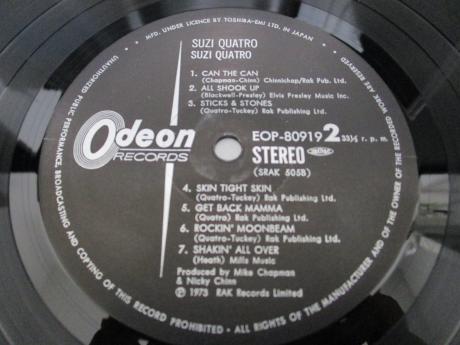 MFD. UNDER LICENCE BY TOSHIBA-EMI LTD. IN JAPAN
SUZI QUATRO
SUZI QUATRO
1. CAN THE CAN
(Chapman-Chinn) Chinnichap/Rak Pub. Ltd.
2. ALL SHOOK UP
(Blackwell-Presley) Elvis Presley Music Inc.
3. STICKS & STONES
(Quatro-Tuckey) Rak Publishing Ltd.
Odeon
RECORDS
EOP-80919 2 33⅓ r. p. m.
STEREO
(SRAK 505B)
4. SKIN TIGHT SKIN
(Quatro-Tuckey) Rak Publishing Ltd.
5. GET BACK MAMMA
(Quatro) Rak Publishing Ltd.
6. ROCKIN' MOONBEAM
(Quatro-Tuckey) Rak Publishing Ltd.
7. SHAKIN' ALL OVER
(Heath) Mills Music
Produced by Mike Chapman
& Nicky Chinn
Ⓟ 1973 RAK Records Limited
UNAUTHORIZED PUBLIC PERFORMANCE, BROADCASTING AND COPYING OF THIS RECORD PROHIBITED - ALL RIGHTS OF THE MANUFACTURER AND OF THE OWNER OF THE RECORDED WORK ARE RESERVED